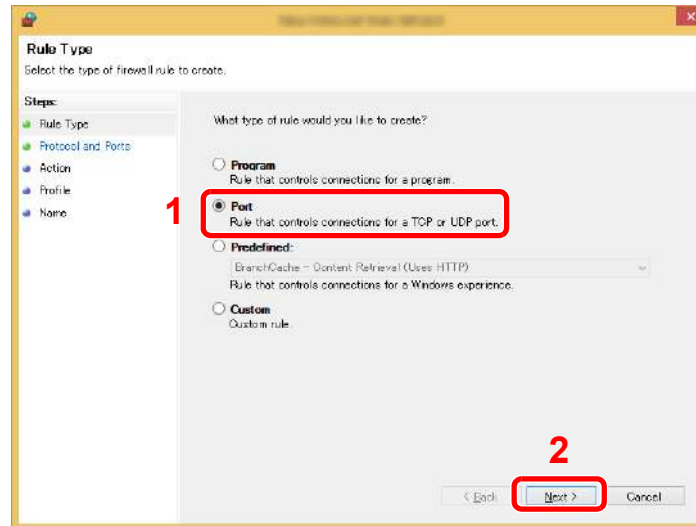 Rule Type
Select the type of firewall rule to create.
Steps:
Rule Type
Protocol and Ports
Action
Profile
Name
What type of rule would you like to create?
Program
Rule that controls connections for a program.
1
Port
Rule that controls connections for a TCP or UDP port.
Predefined:
BranchCache - Content Retrieval (Uses HTTP)
Rule that controls connections for a Windows experience.
Custom
Custom rule.
2
< Back
Next >
Cancel